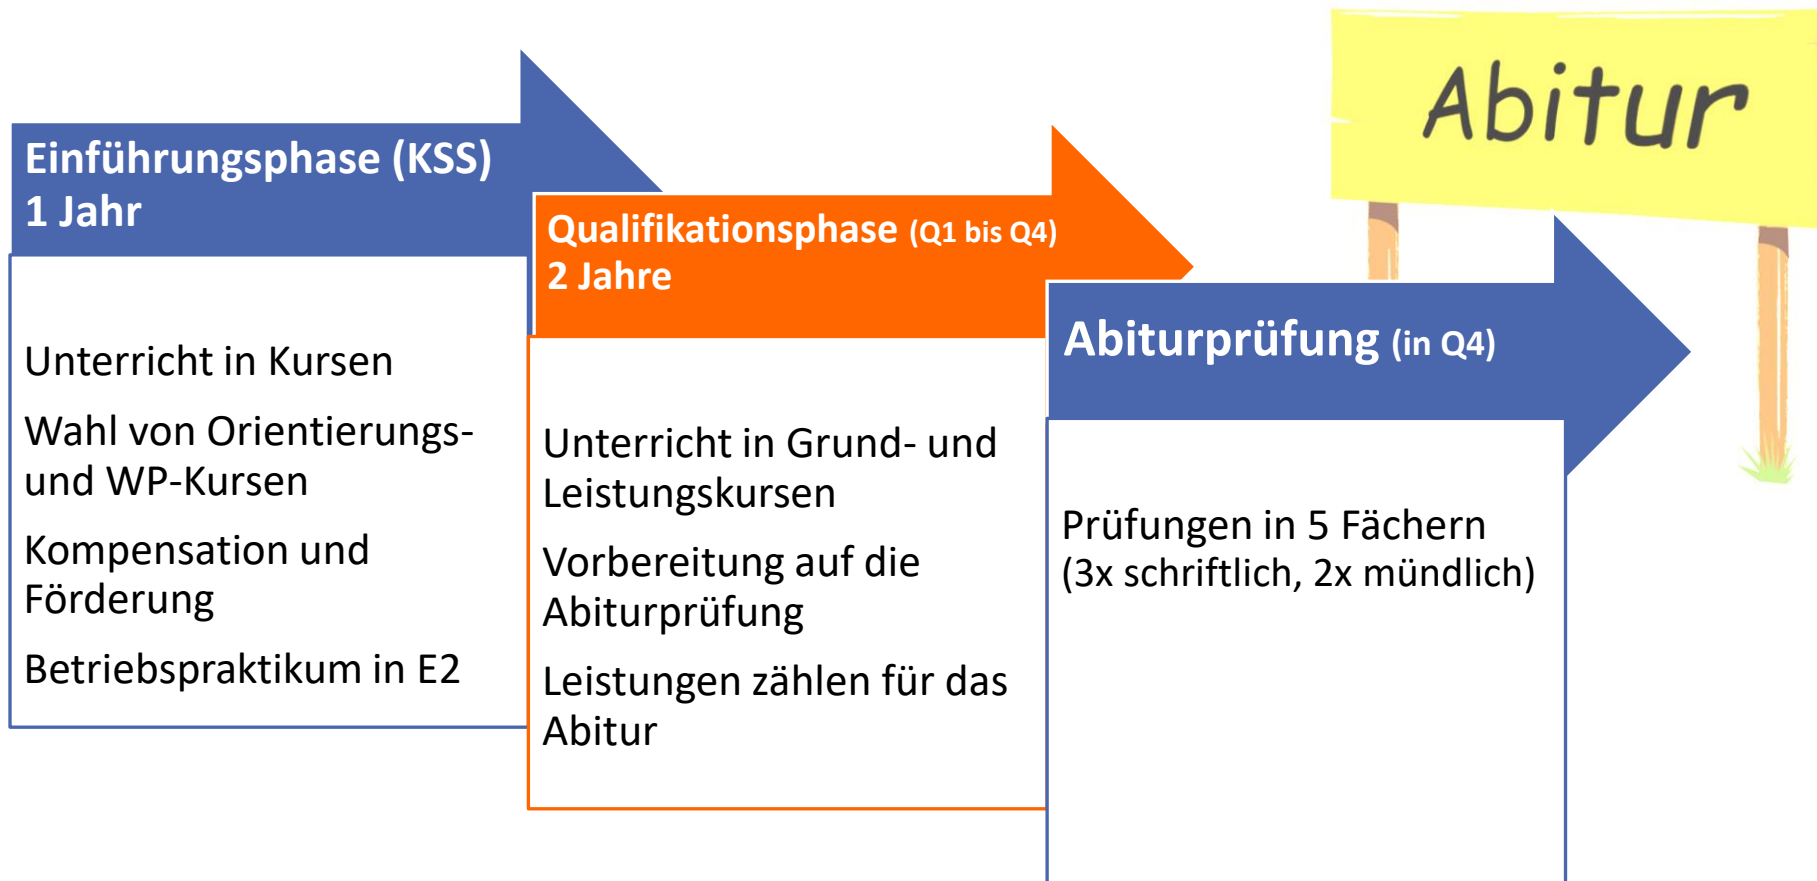 Abitur
Einführungsphase (KSS)
1 Jahr
Unterricht in Kursen
Wahl von Orientierungs-
und WP-Kursen
Kompensation und
Förderung
Betriebspraktikum in E2
Qualifikationsphase (Q1 bis Q4)
2 Jahre
Unterricht in Grund- und
Leistungskursen
Vorbereitung auf die
Abiturprüfung
Leistungen zählen für das
Abitur
Abiturprüfung (in Q4)
Prüfungen in 5 Fächern
(3x schriftlich, 2x mündlich)